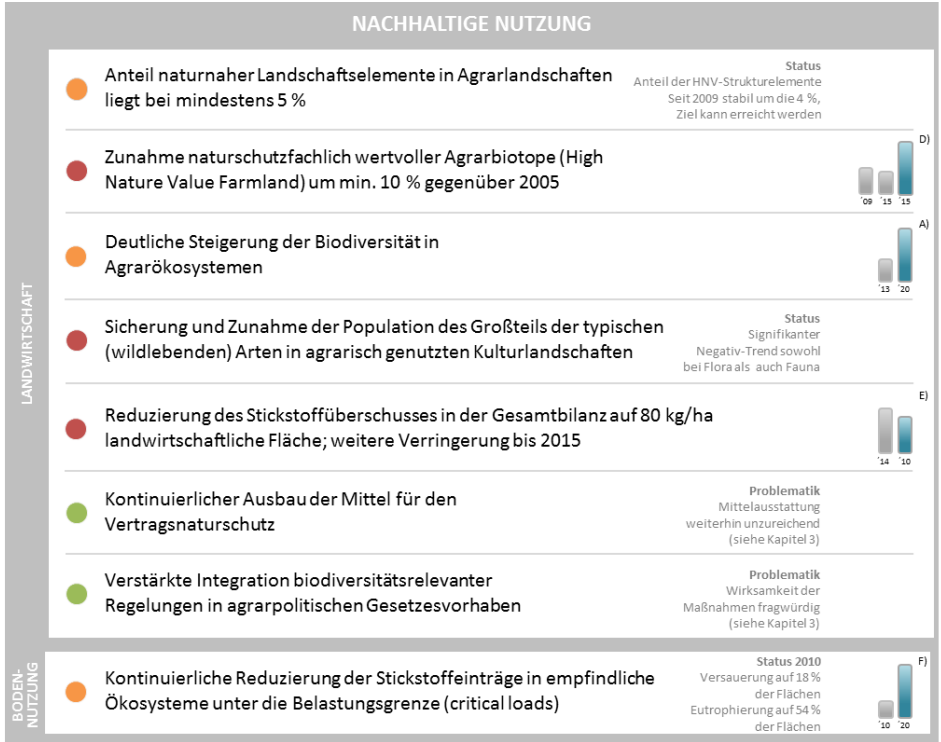 NACHHALTIGE NUTZUNG
LANDWIRTSCHAFT
Anteil naturnaher Landschaftselemente in Agrarlandschaften
liegt bei mindestens 5 %
Status
Anteil der HNV-Strukturelemente
Seit 2009 stabil um die 4 %,
Ziel kann erreicht werden
Zunahme naturschutzfachlich wertvoller Agrarbiotope (High
Nature Value Farmland) um min. 10 % gegenüber 2005
D)
´09 ´15 ´15
Deutliche Steigerung der Biodiversität in
Agrarökosystemen
A)
´13 ´20
Sicherung und Zunahme der Population des Großteils der typischen
(wildlebenden) Arten in agrarisch genutzten Kulturlandschaften
Status
Signifikanter
Negativ-Trend sowohl
bei Flora als auch Fauna
Reduzierung des Stickstoffüberschusses in der Gesamtbilanz auf 80 kg/ha
landwirtschaftliche Fläche; weitere Verringerung bis 2015
E)
´14 ´10
Kontinuierlicher Ausbau der Mittel für den
Vertragsnaturschutz
Problematik
Mittelausstattung
weiterhin unzureichend
(siehe Kapitel 3)
Verstärkte Integration biodiversitätsrelevanter
Regelungen in agrarpolitischen Gesetzesvorhaben
Problematik
Wirksamkeit der
Maßnahmen fragwürdig
(siehe Kapitel 3)
BODEN-
NUTZUNG
Kontinuierliche Reduzierung der Stickstoffeinträge in empfindliche
Ökosysteme unter die Belastungsgrenze (critical loads)
Status 2010
Versauerung auf 18 %
der Flächen
Eutrophierung auf 54 %
der Flächen
F)
´10 ´20